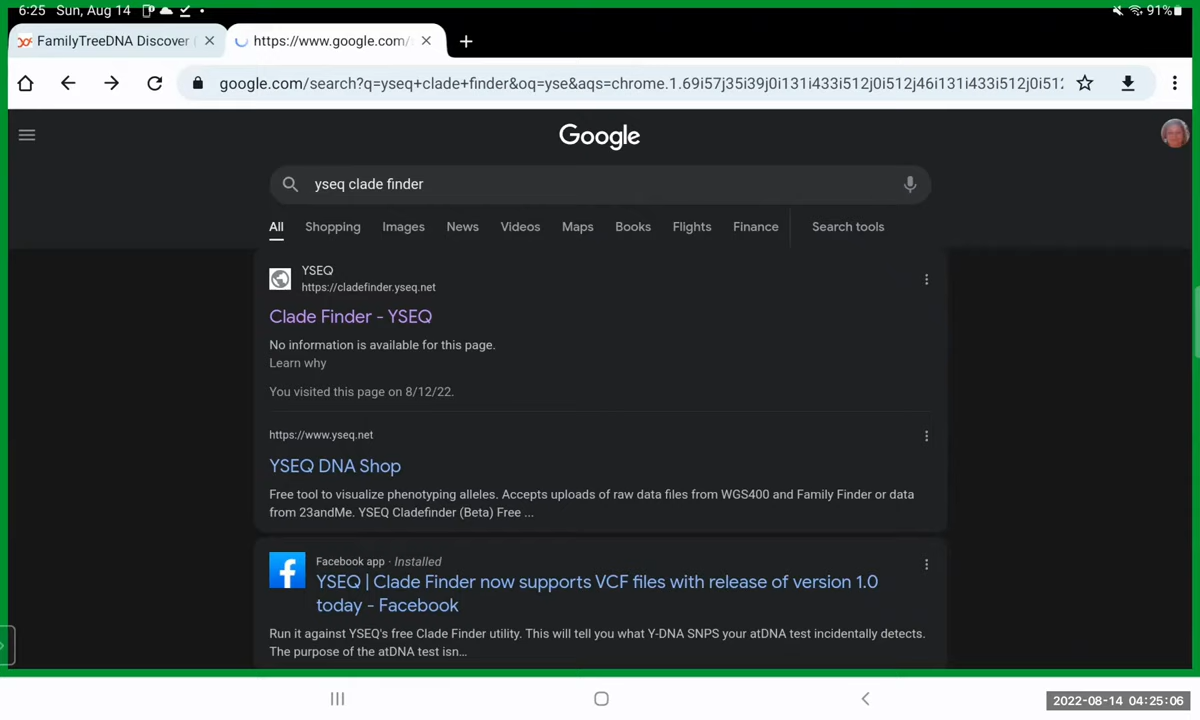 6:25 Sun, Aug 14
91%
FamilyTreeDNA Discover
https://www.google.com/
google.com/search?q=yseq+clade+finder&oq=yse&aqs=chrome.1.69i57j35i39j0i131i433i512j0i512j46i131i433i512j0i512j0i51
Google
yseq clade finder
All Shopping Images News Videos Maps Books Flights Finance Search tools
YSEQ
https://cladefinder.yseq.net
Clade Finder - YSEQ
No information is available for this page.
Learn why
You visited this page on 8/12/22.
https://www.yseq.net
YSEQ DNA Shop
Free tool to visualize phenotyping alleles. Accepts uploads of raw data files from WGS400 and Family Finder or data
from 23andMe. YSEQ Cladefinder (Beta) Free ...
Facebook app · Installed
YSEQ | Clade Finder now supports VCF files with release of version 1.0
today - Facebook
Run it against YSEQ's free Clade Finder utility. This will tell you what Y-DNA SNPS your atDNA test incidentally detects.
The purpose of the atDNA test isn...
2022-08-14 04:25:06